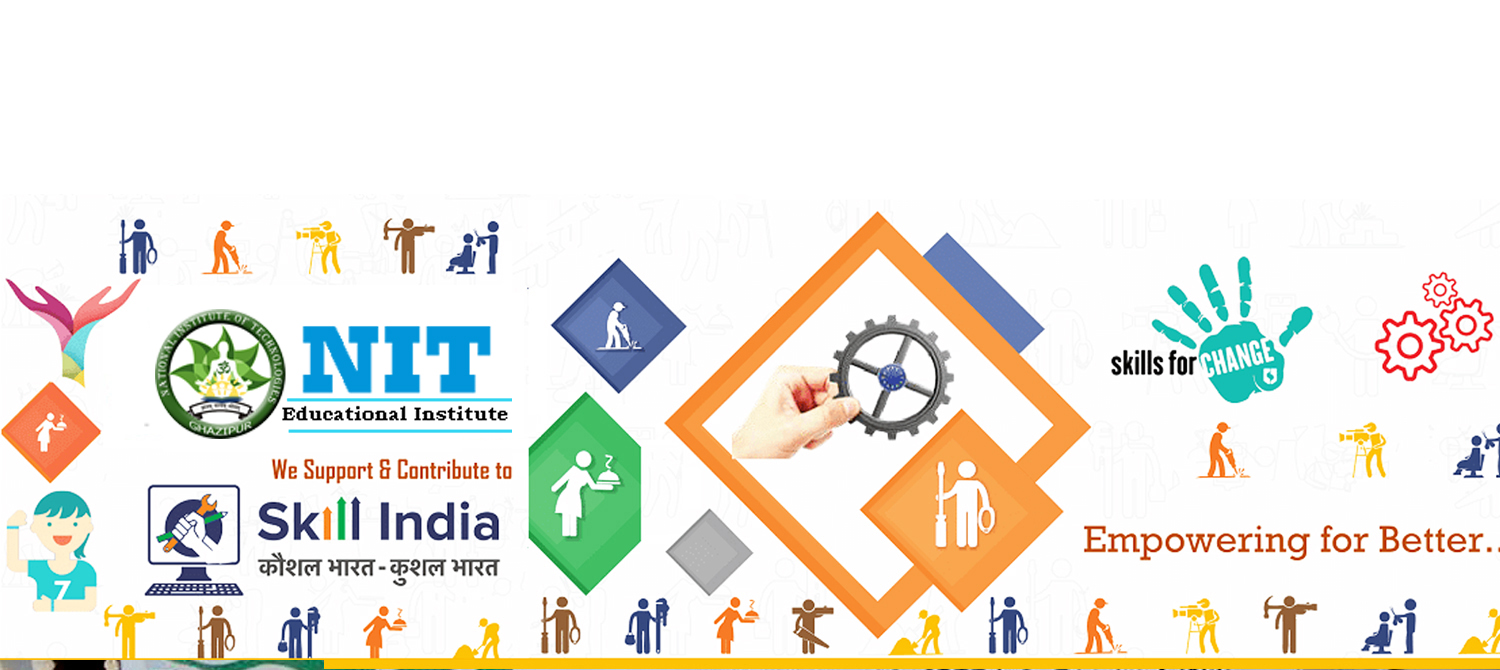 NATIONAL INSTITUTE OF TECHNOLOGIES
GHAZIPUR
NIT
Educational Institute
We Support & Contribute to
Skill India
कौशल भारत - कुशल भारत
7
skills for CHANGE
Empowering for Better..